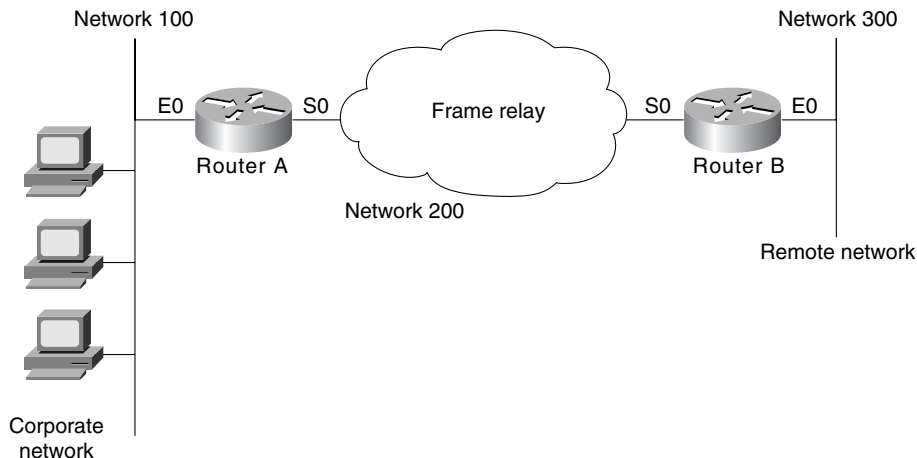 Network 100
Network 300
E0
S0
Frame relay
S0
E0
Router A
Router B
Network 200
Remote network
Corporate
network